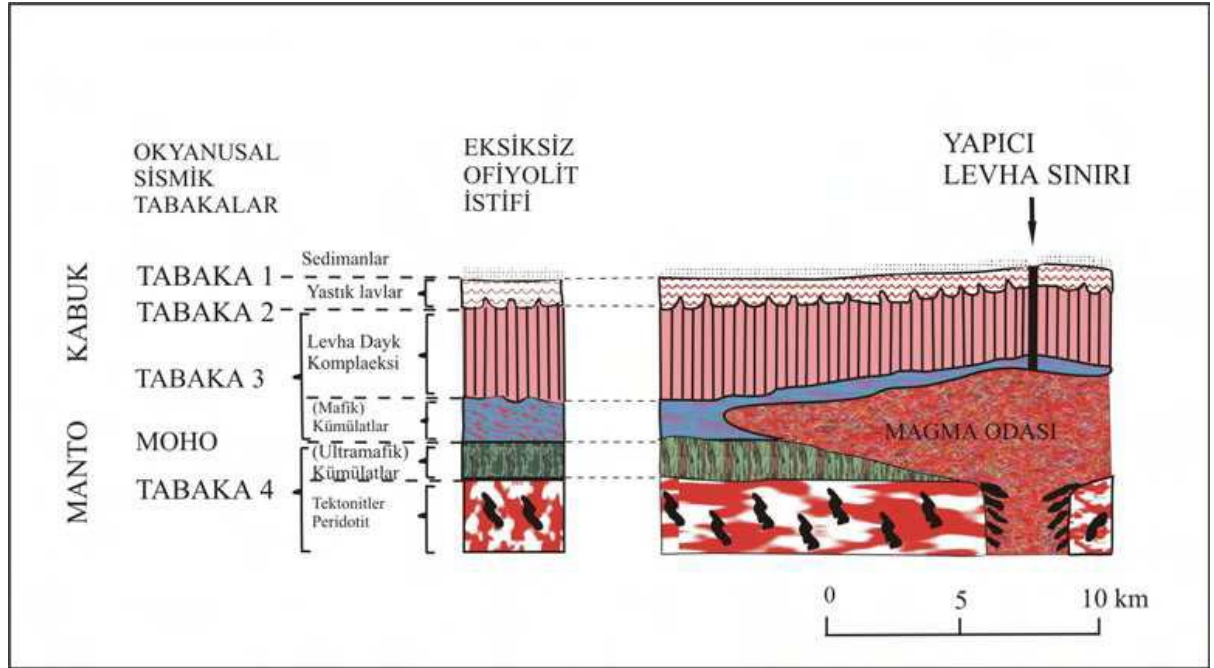 OKYANUSAL
SİSMİK
TABAKALAR
EKSİKSİZ
OFİYOLİT
İSTİFİ
YAPICI
LEVHA SINIRI
KABUK
MANTO
TABAKA 1
TABAKA 2
TABAKA 3
MOHO
TABAKA 4
Sedimanlar
Yastık lavlar
Levha Dayk
Komplaeksi
(Mafik)
Kümülatlar
(Ultramafik)
Kümülatlar
Tektonitler
Peridotit
MAGMA ODASI
0 5 10 km